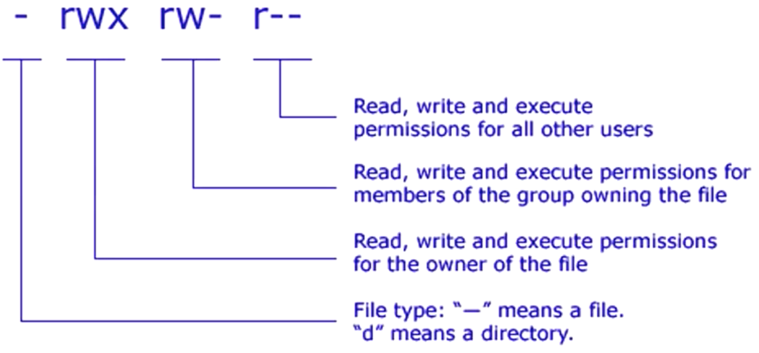 - rwx rw- r--
Read, write and execute
permissions for all other users
Read, write and execute permissions for
members of the group owning the file
Read, write and execute permissions
for the owner of the file
File type: “—” means a file.
“d” means a directory.